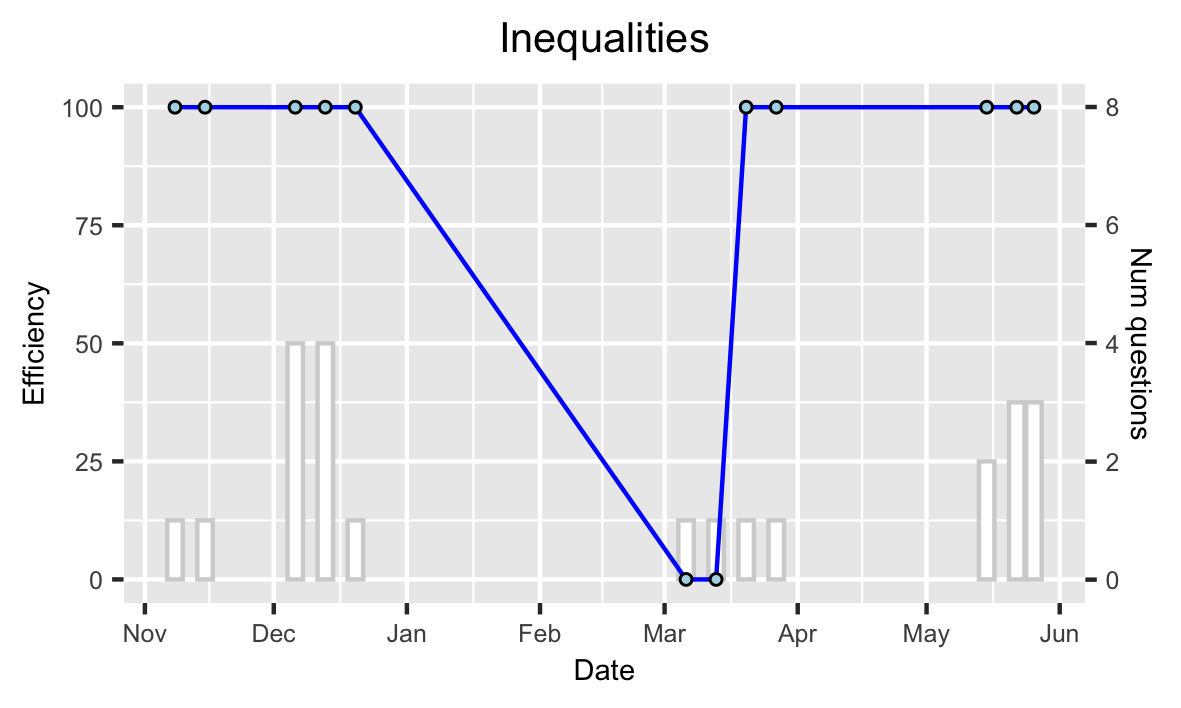 Inequalities
100
75
50
25
0
Efficiency
8
6
4
2
0
Num questions
Nov Dec Jan Feb Mar Apr May Jun
Date